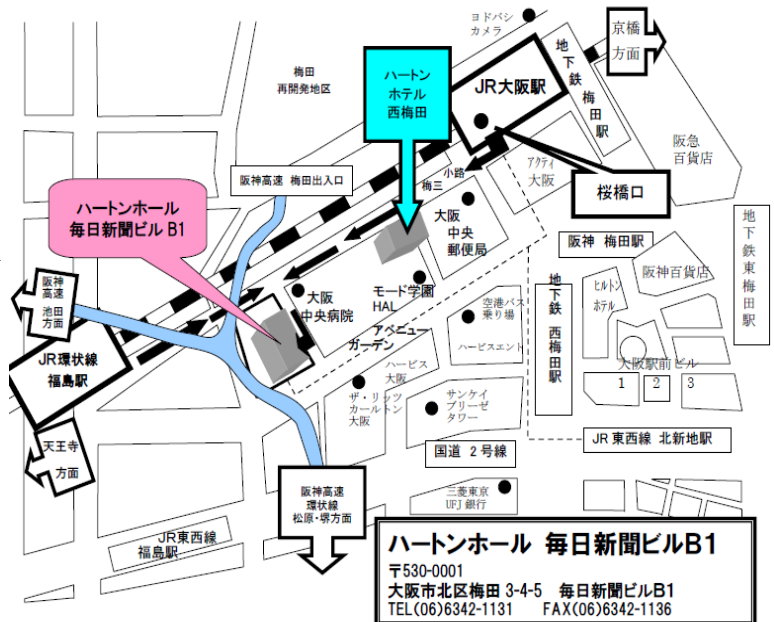 ヨドバシ
カメラ
京橋
方面
梅田
再開発地区
ハートン
ホテル
西梅田
JR大阪駅
地下鉄 梅田駅
阪急
百貨店
阪神高速 梅田出入口
梅三
小路
アクティ
大阪
桜橋口
ハートンホール
毎日新聞ビル B1
大阪
中央
郵便局
阪神 梅田駅
地下鉄東梅田駅
阪神
高速
池田
方面
大阪
中央病院
モード学園
HAL
空港バス
乗り場
地下鉄 西梅田駅
ヒルトン
ホテル
阪神百貨店
アベニュー
ガーデン
ハービスエント
JR環状線
福島駅
ハービス
大阪
大阪駅前ビル
1 2 3
ザ・リッツ
カールトン
大阪
サンケイ
ブリーゼ
タワー
天王寺
方面
国道 2号線
JR東西線 北新地駅
阪神高速
環状線
松原・堺方面
三菱東京
UFJ銀行
JR東西線
福島駅
ハートンホール 毎日新聞ビルB1
〒530-0001
大阪市北区梅田 3-4-5 毎日新聞ビルB1
TEL(06)6342-1131 FAX(06)6342-1136